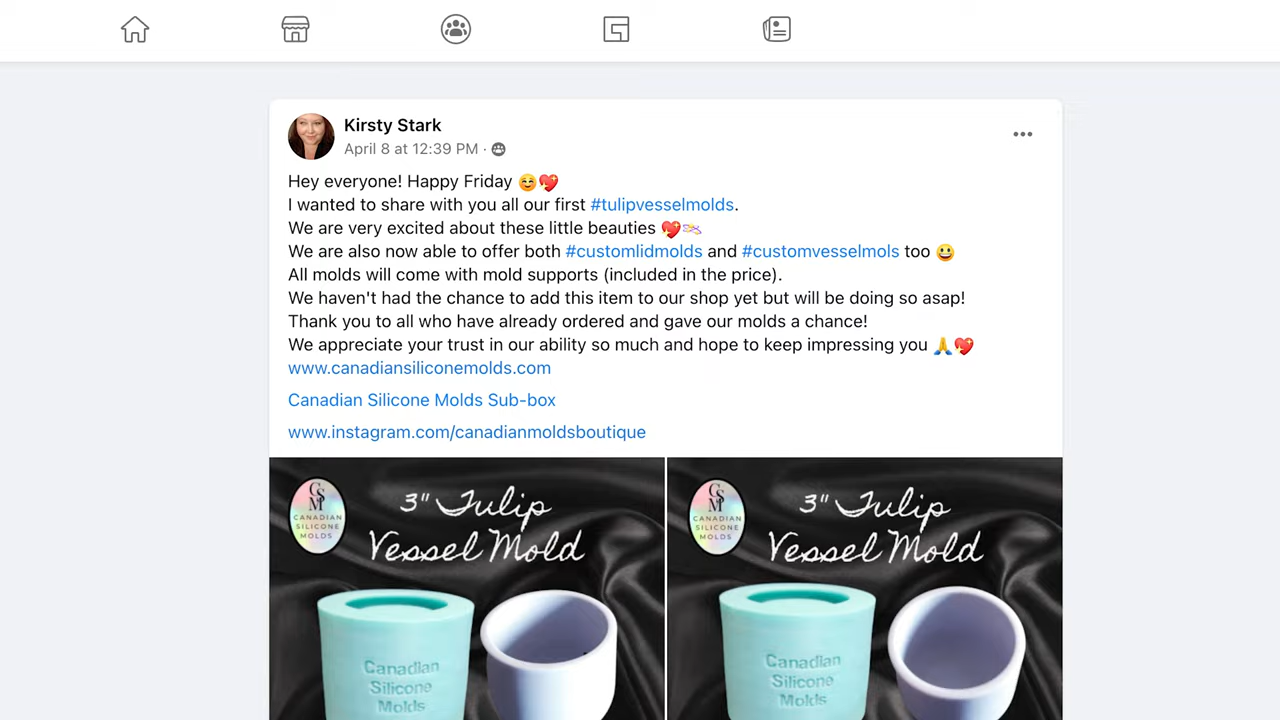 Kirsty Stark
April 8 at 12:39 PM ·
Hey everyone! Happy Friday ☺️💖
I wanted to share with you all our first #tulipvesselmolds.
We are very excited about these little beauties 💖🪅
We are also now able to offer both #customlidmolds and #customvesselmols too 😃
All molds will come with mold supports (included in the price).
We haven't had the chance to add this item to our shop yet but will be doing so asap!
Thank you to all who have already ordered and gave our molds a chance!
We appreciate your trust in our ability so much and hope to keep impressing you 🙏💖
www.canadiansiliconemolds.com
Canadian Silicone Molds Sub-box
www.instagram.com/canadianmoldsboutique
CSM
CANADIAN
SILICONE
MOLDS
3" Tulip
Vessel Mold
Canadian
Silicone
Molds
CSM
CANADIAN
SILICONE
MOLDS
3" Tulip
Vessel Mold
Canadian
Silicone
Molds